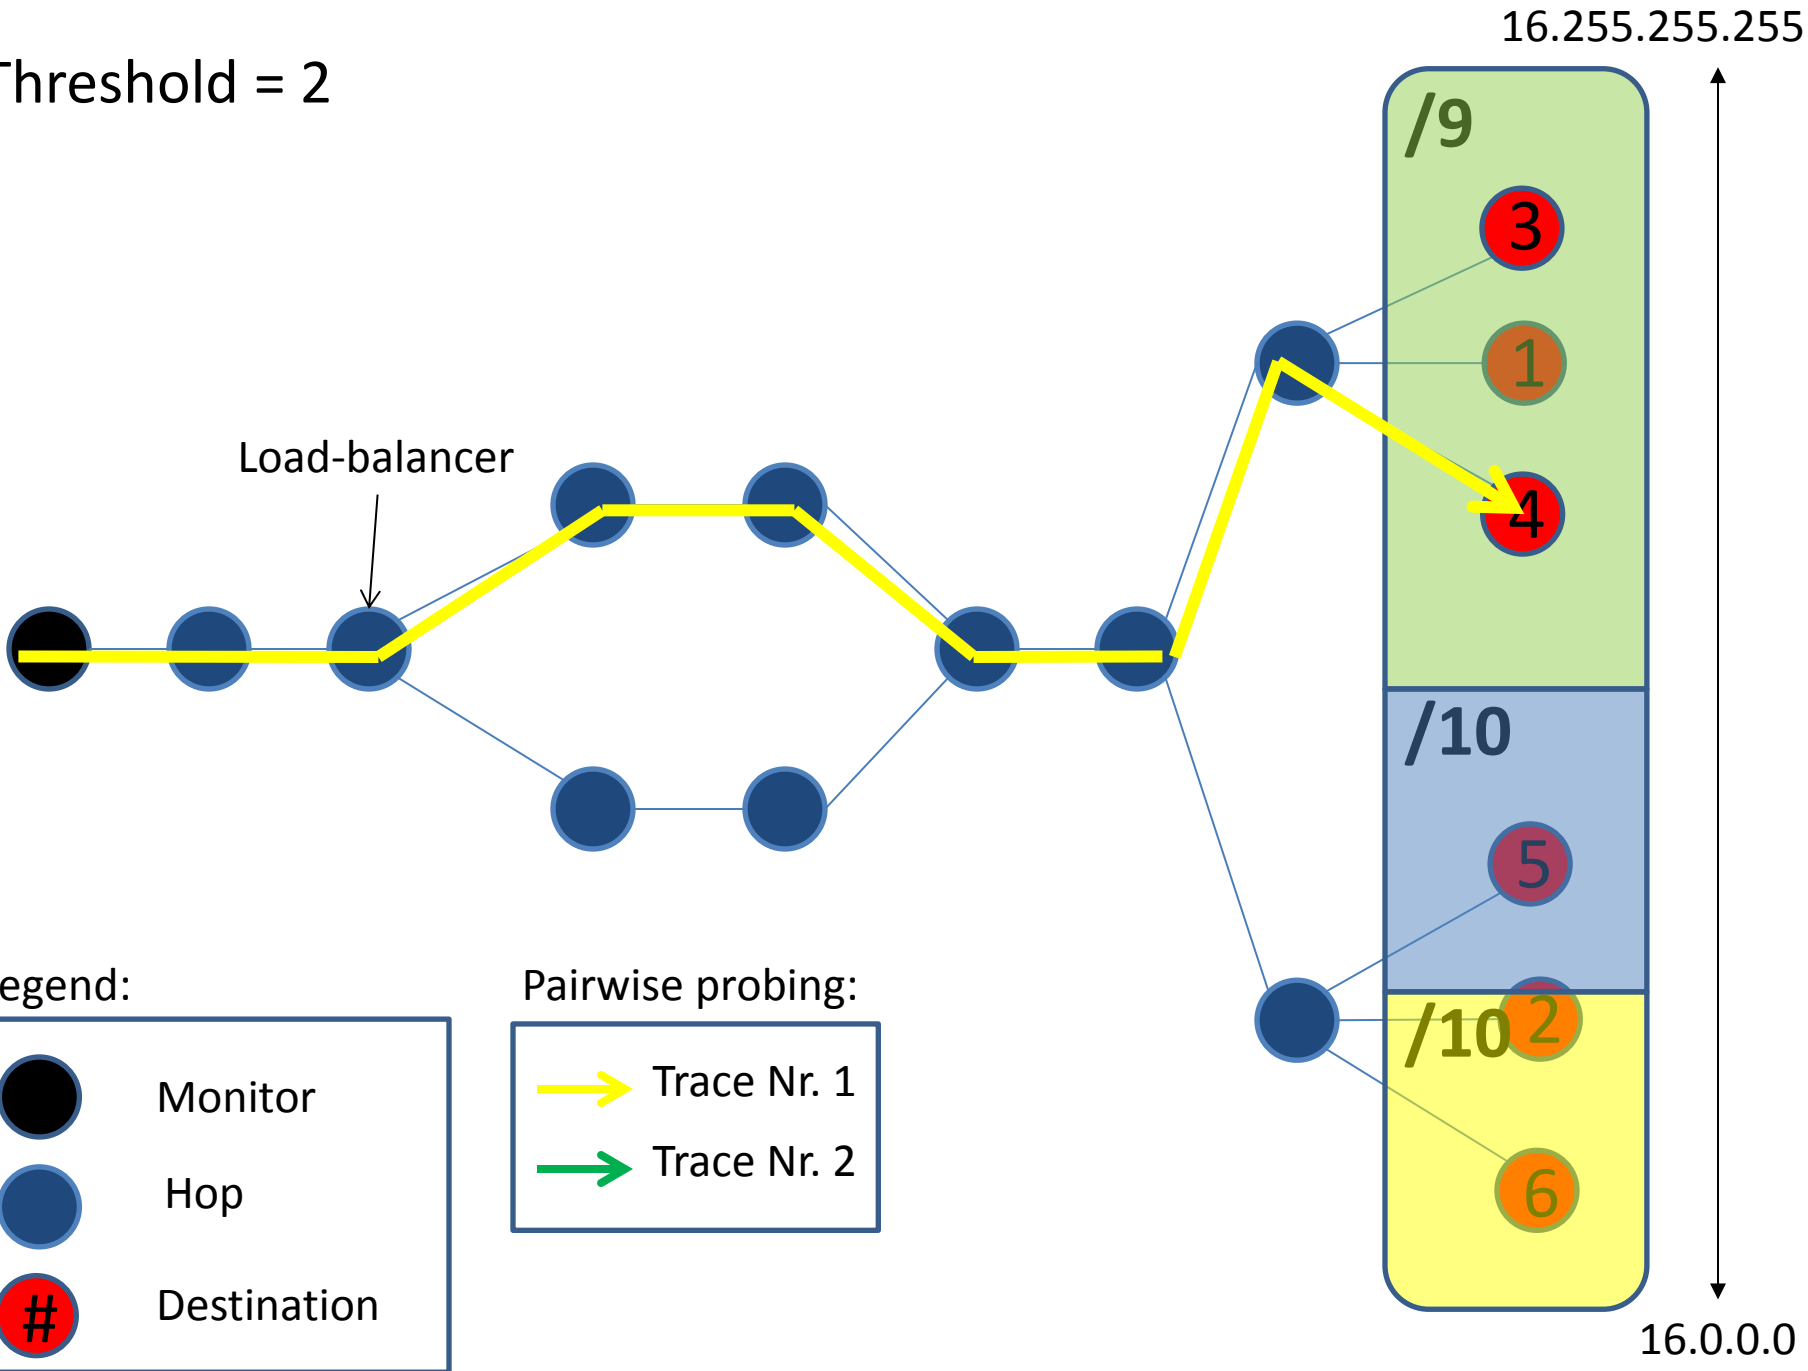 16.255.255.255
Threshold = 2
/9
3
1
Load-balancer
4
/10
5
egend:
Pairwise probing:
2
/10
Trace Nr. 1
Monitor
Trace Nr. 2
Hop
6
Destination
#
16.0.0.0